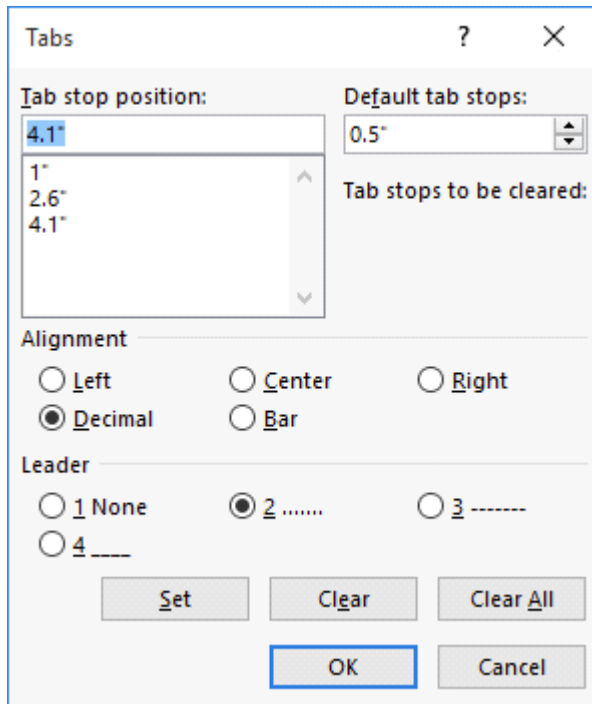 Tabs ?
Tab stop position: Default tab stops:
4.1" 0.5"
1"
2.6"
4.1"
Tab stops to be cleared:
Alignment
Left Center Right
Decimal Bar
Leader
1 None 2 ....... 3 -------
4 ____
Set Clear Clear All
OK Cancel